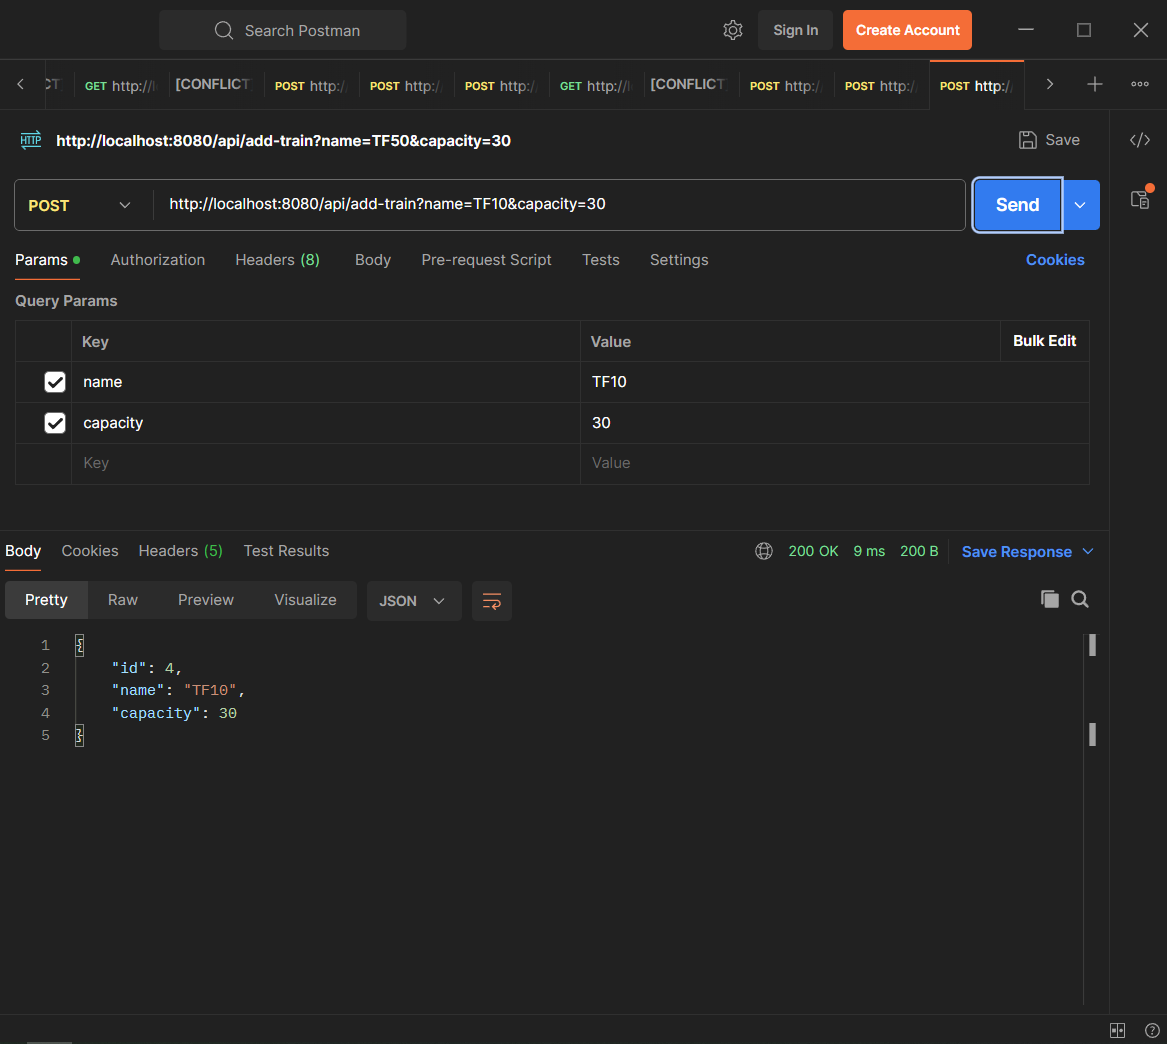 Search Postman
Sign In
Create Account
CT
GET http://l
[CONFLICT
POST http:/
POST http:/
POST http:/
GET http://l
[CONFLICT
POST http:/
POST http:/
POST http:/
HTTP
http://localhost:8080/api/add-train?name=TF50&capacity=30
Save
</>
POST
http://localhost:8080/api/add-train?name=TF10&capacity=30
Send
Params
Authorization
Headers (8)
Body
Pre-request Script
Tests
Settings
Cookies
Query Params
Key
Value
Bulk Edit
name
TF10
capacity
30
Key
Value
Body
Cookies
Headers (5)
Test Results
200 OK
9 ms
200 B
Save Response
Pretty
Raw
Preview
Visualize
JSON
1 {
2 "id": 4,
3 "name": "TF10",
4 "capacity": 30
5 }